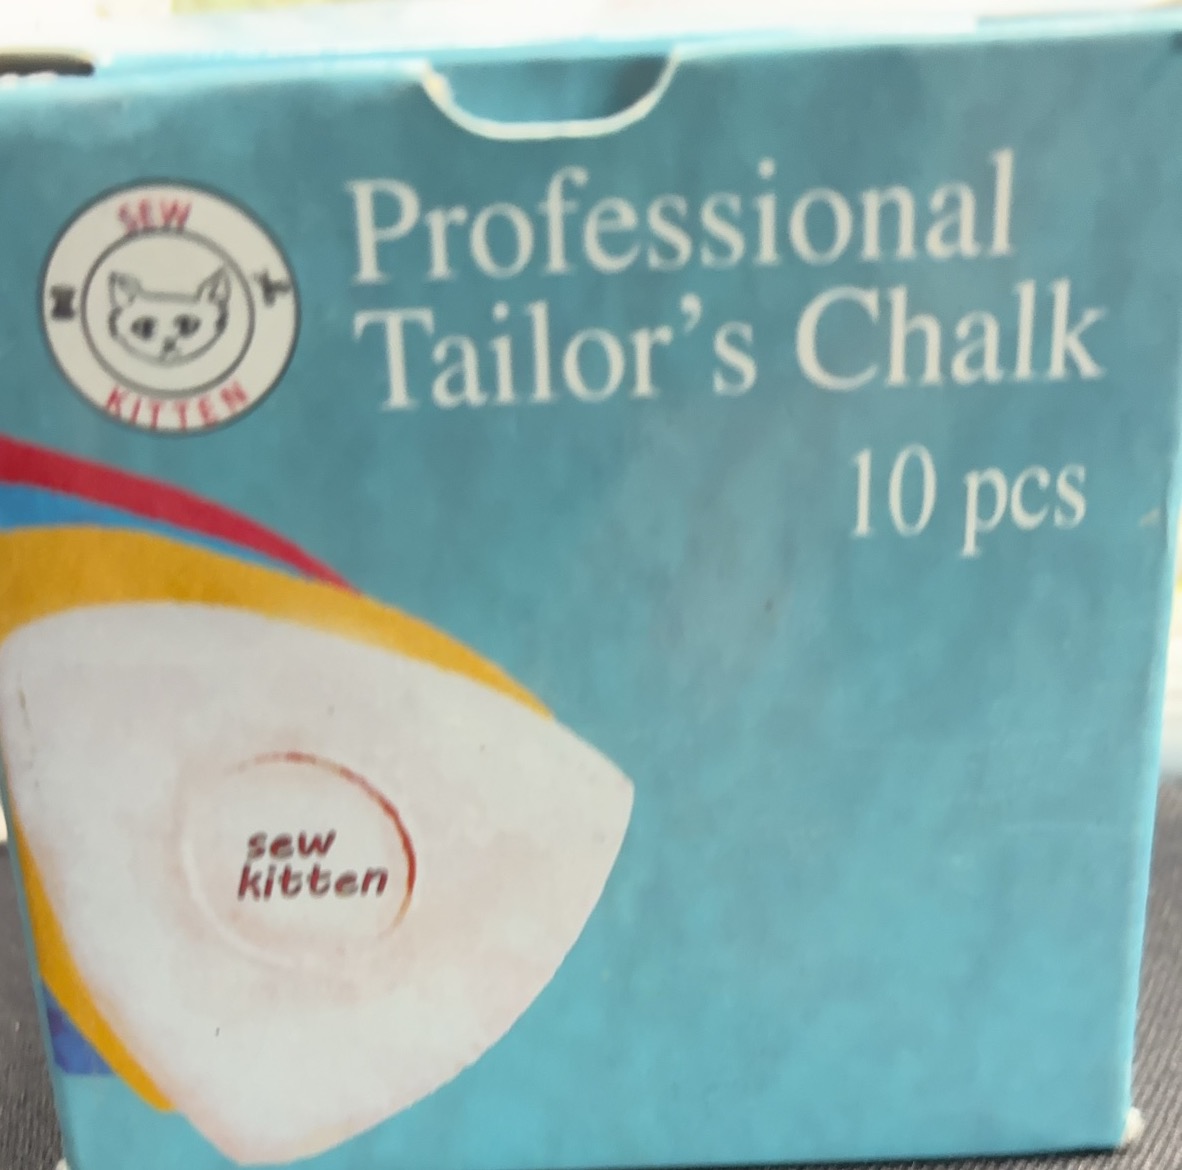 SEW
KITTEN
Professional
Tailor's Chalk
10 pcs
sew
kitten